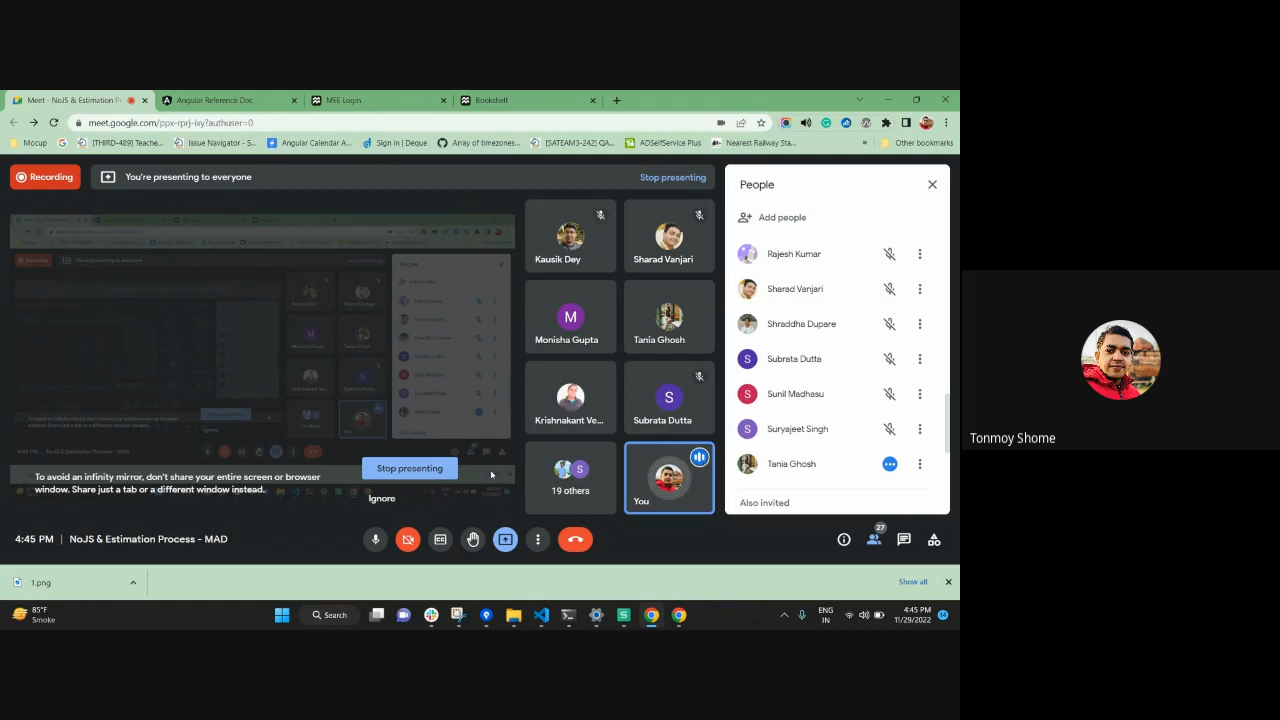 Meet - NoJS & Estimation Pr
Angular Reference Doc
MEE Login
Bookshelf
meet.google.com/ppx-rprj-ixy?authuser=0
Mocup
[THIRD-489] Teache...
Issue Navigator - S...
Angular Calendar A...
Sign in | Deque
Array of timezones...
[SATEAM3-242] QA...
ADSelfService Plus
Nearest Railway Sta...
»
Other bookmarks
Recording
You're presenting to everyone
Stop presenting
People
Add people
Kausik Dey
Sharad Vanjari
M
Monisha Gupta
Tania Ghosh
Krishnakant Ve...
S
Subrata Dutta
S
19 others
You
Rajesh Kumar
Sharad Vanjari
Shraddha Dupare
S
Subrata Dutta
S
Sunil Madhasu
S
Suryajeet Singh
Tania Ghosh
Also invited
To avoid an infinity mirror, don't share your entire screen or browser
window. Share just a tab or a different window instead.
Stop presenting
Ignore
4:45 PM | NoJS & Estimation Process - MAD
27
1.png
Show all
85°F
Smoke
Search
ENG
IN
4:45 PM
11/29/2022
Tonmoy Shome